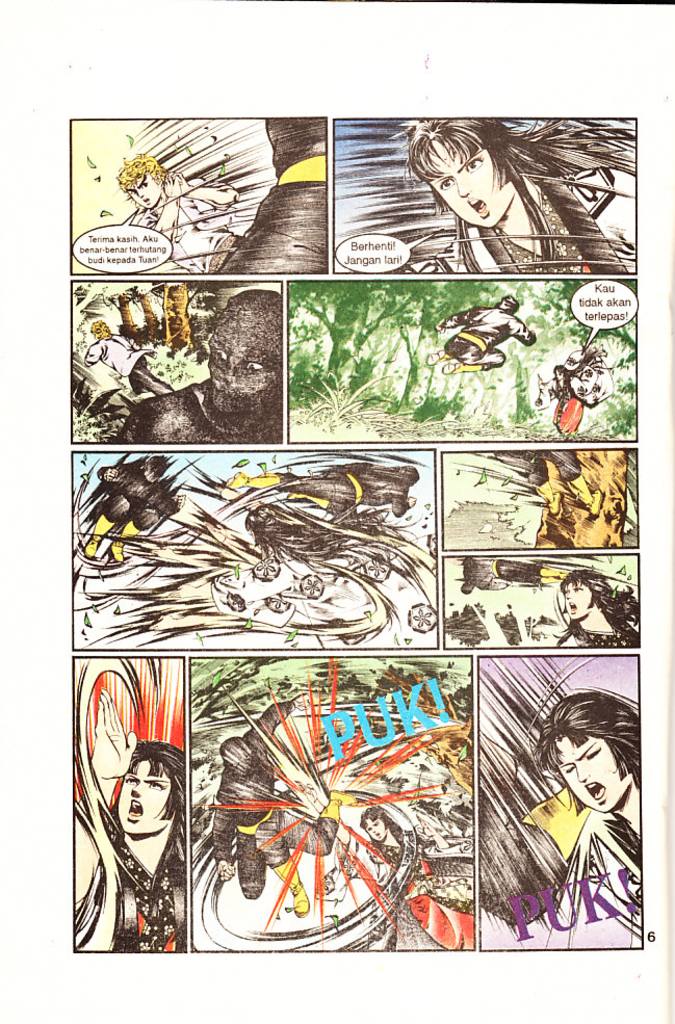 Terima kasih. Aku
benar-benar terhutang
budi kepada Tuan!
Berhenti!
Jangan lari!
Kau
tidak akan
terlepas!
PUK!
PUK!
6